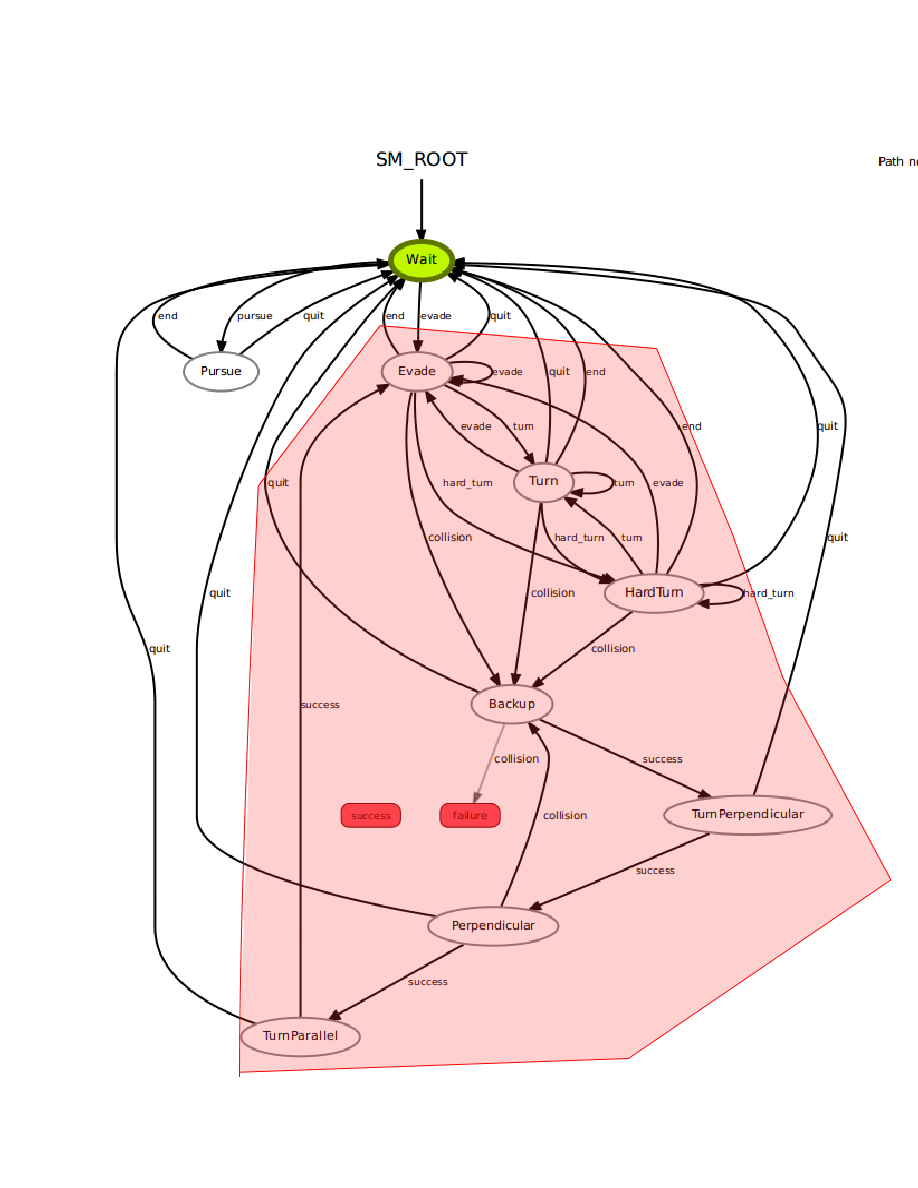 SM_ROOT
Path n
Wait
end
pursue
quit
end
evade
quit
Pursue
Evade
evade
quit
end
evade
turn
end
quit
quit
hard_turn
Turn
turn
evade
collision
hard_turn
turn
quit
quit
collision
HardTurn
hard_turn
quit
collision
success
Backup
collision
success
success
failure
collision
TurnPerpendicular
success
Perpendicular
success
TurnParallel